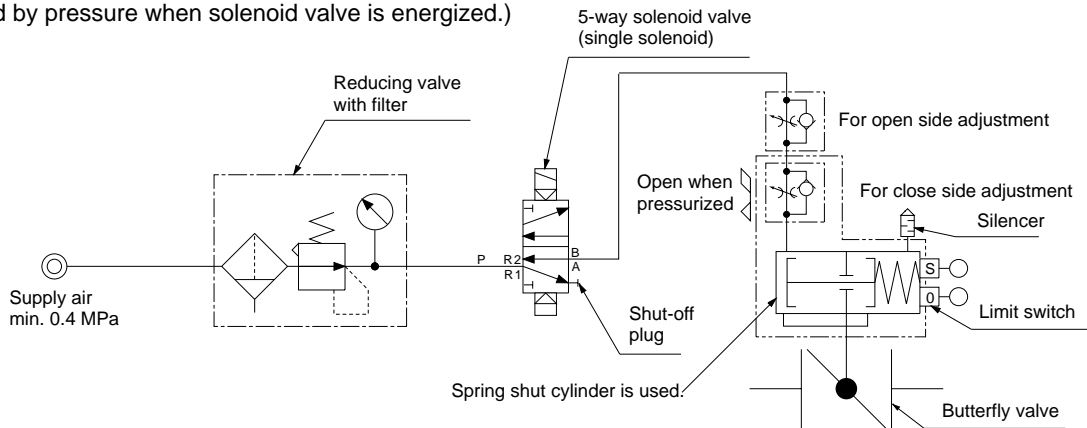 d by pressure when solenoid valve is energized.)
5-way solenoid valve
(single solenoid)
Reducing valve
with filter
For open side adjustment
Open when
pressurized
For close side adjustment
Silencer
P
R2
B
R1
A
S
0
Supply air
min. 0.4 MPa
Shut-off
plug
Limit switch
Spring shut cylinder is used.
Butterfly valve